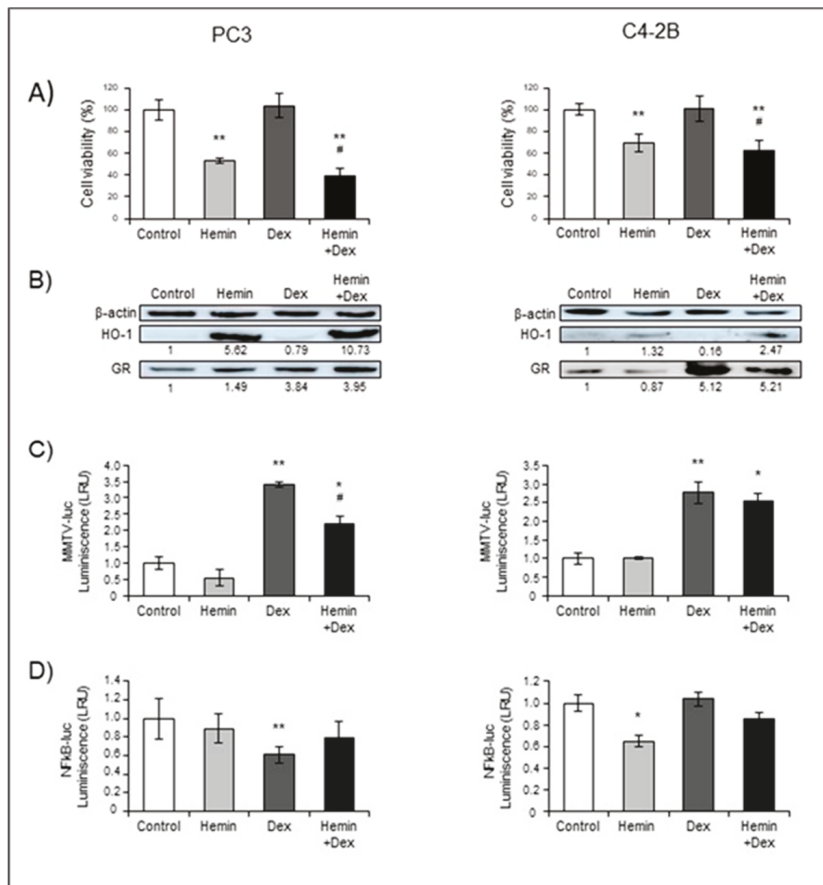 PC3
C4-2B
A)
Cell viability (%)
120
100
80
60
40
20
0
**
**
#
Control Hemin Dex Hemin
+Dex
Cell viability (%)
120
100
80
60
40
20
0
**
**
#
Control Hemin Dex Hemin
+Dex
B)
Control Hemin Dex Hemin
+Dex
β-actin
HO-1
1 5.62 0.79 10.73
GR
1 1.49 3.84 3.95
Control Hemin Dex Hemin
+Dex
β-actin
HO-1
1 1.32 0.16 2.47
GR
1 0.87 5.12 5.21
C)
MMTV-luc
Luminiscence (LRU)
4.0
3.5
3.0
2.5
2.0
1.5
1.0
0.5
0
**
*
#
Control Hemin Dex Hemin
+Dex
MMTV-luc
Luminiscence (LRU)
3.5
3.0
2.5
2.0
1.5
1.0
0.5
0
**
*
Control Hemin Dex Hemin
+Dex
D)
NFkB-luc
Luminiscence (LRU)
1.4
1.2
1.0
0.8
0.6
0.4
0.2
0.0
**
Control Hemin Dex Hemin
+Dex
NFkB-luc
Luminiscence (LRU)
1.2
1.0
0.8
0.6
0.4
0.2
0
*
Control Hemin Dex Hemin
+Dex